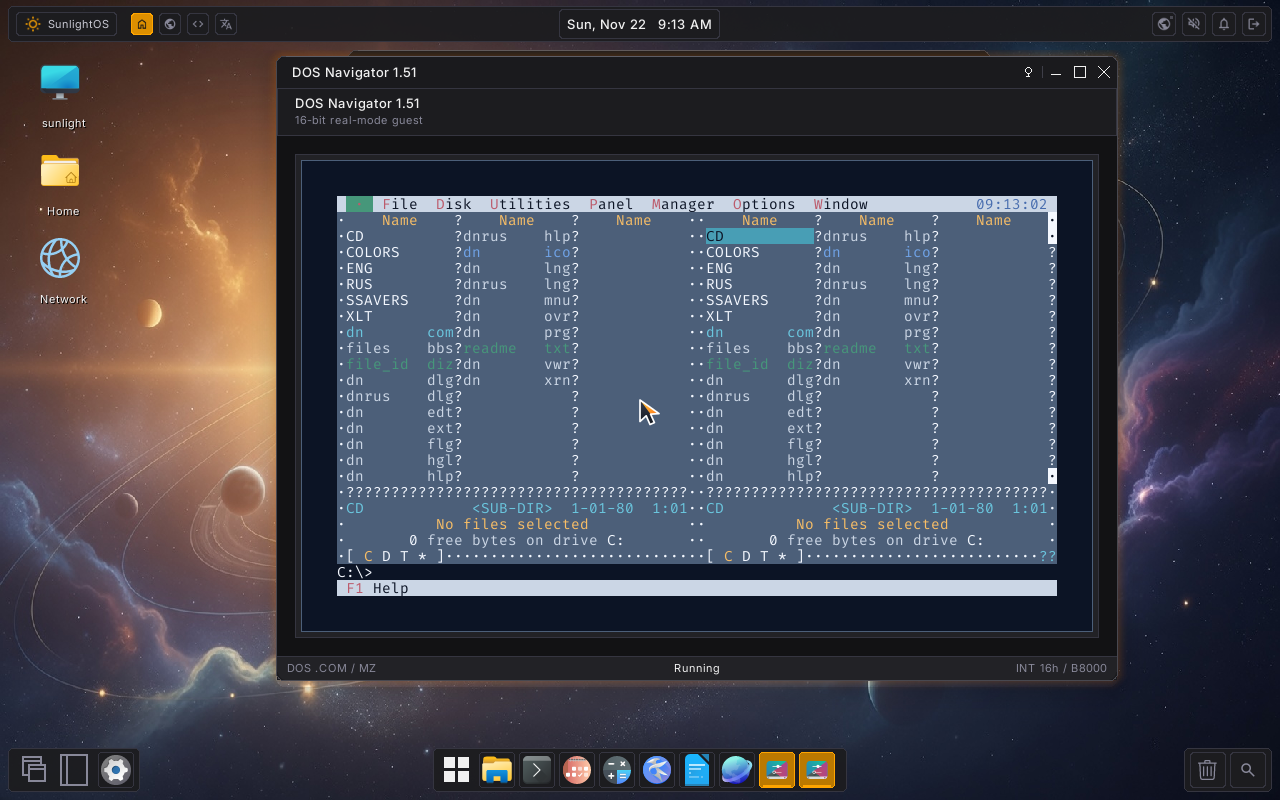 SunlightOS
Sun, Nov 22 9:13 AM
sunlight
Home
Network
DOS Navigator 1.51
DOS Navigator 1.51
16-bit real-mode guest
File Disk Utilities Panel Manager Options Window 09:13:02
· Name ? Name ? Name ·· Name ? Name ? Name ·
·CD ?dnrus hlp? ··CD ?dnrus hlp? ·
·COLORS ?dn ico? ··COLORS ?dn ico? ?
·ENG ?dn lng? ··ENG ?dn lng? ?
·RUS ?dnrus lng? ··RUS ?dnrus lng? ?
·SSAVERS ?dn mnu? ··SSAVERS ?dn mnu? ?
·XLT ?dn ovr? ··XLT ?dn ovr? ?
·dn com?dn prg? ··dn com?dn prg? ?
·files bbs?readme txt? ··files bbs?readme txt? ?
·file_id diz?dn vwr? ··file_id diz?dn vwr? ?
·dn dlg?dn xrn? ··dn dlg?dn xrn? ?
·dnrus dlg? ? ··dnrus dlg? ? ?
·dn edt? ? ··dn edt? ? ?
·dn ext? ? ··dn ext? ? ?
·dn flg? ? ··dn flg? ? ?
·dn hgl? ? ··dn hgl? ? ?
·dn hlp? ? ··dn hlp? ? ·
·??????????????????????????????????????··??????????????????????????????????????·
·CD <SUB-DIR> 1-01-80 1:01··CD <SUB-DIR> 1-01-80 1:01·
· No files selected ·· No files selected ·
· 0 free bytes on drive C: ·· 0 free bytes on drive C: ·
·[ C D T * ]····························[ C D T * ]··························??
C:\>
F1 Help
DOS .COM / MZ
Running
INT 16h / B8000